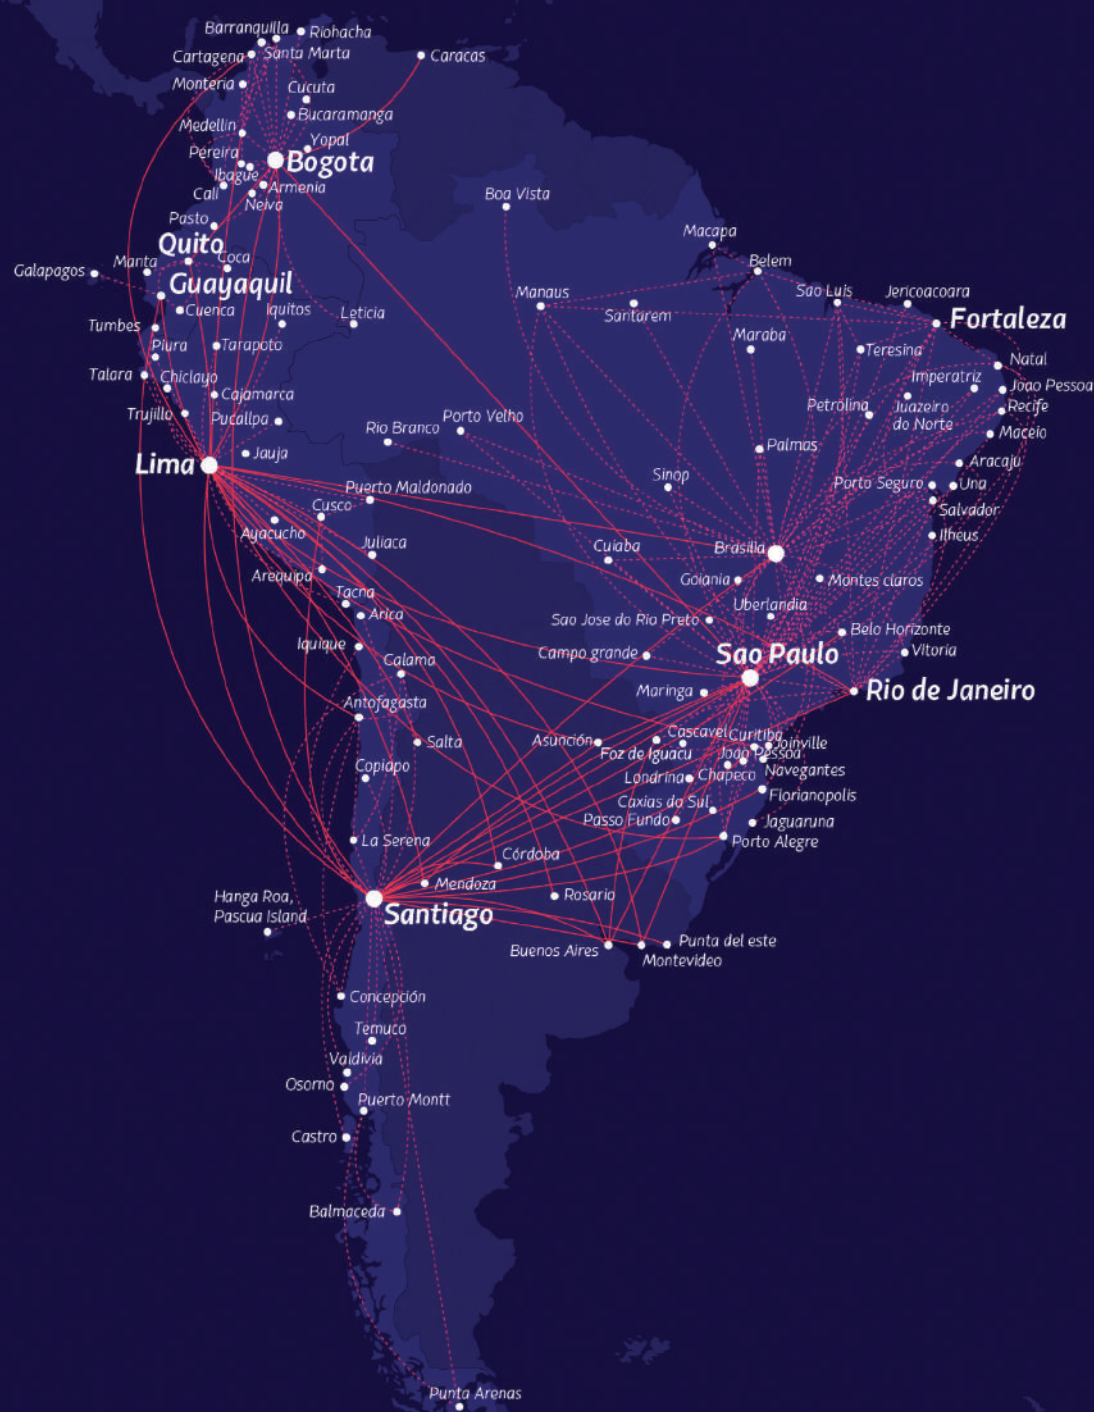 Barranquilla
Riohacha
Cartagena
Santa Marta
Caracas
Monteria
Cucuta
Bucaramanga
Medellin
Yopal
Pereira
Bogota
Ibague
Cali
Armenia
Neiva
Boa Vista
Pasto
Macapa
Quito
Coca
Belem
Galapagos
Manta
Guayaquil
Manaus
Sao Luis
Jericoacoara
Cuenca
Iquitos
Leticia
Santarem
Fortaleza
Tumbes
Maraba
Piura
Tarapoto
Teresina
Natal
Talara
Chiclayo
Imperatriz
Joao Pessoa
Cajamarca
Petrolina
Juazeiro
do Norte
Recife
Trujillo
Pucallpa
Porto Velho
Rio Branco
Maceio
Palmas
Lima
Jauja
Aracaju
Sinop
Puerto Maldonado
Porto Seguro
Una
Cusco
Salvador
Ayacucho
Ilheus
Juliaca
Cuiaba
Brasilia
Arequipa
Goiania
Montes claros
Tacna
Uberlandia
Arica
Sao Jose do Rio Preto
Belo Horizonte
Iquique
Campo grande
Sao Paulo
Vitoria
Calama
Maringa
Rio de Janeiro
Antofagasta
Salta
Asunción
Cascavel
Curitiba
Joinville
Foz de Iguacu
Joao Pessoa
Copiapo
Londrina
Chapeco
Navegantes
Caxias do Sul
Florianopolis
Passo Fundo
Jaguaruna
La Serena
Porto Alegre
Córdoba
Mendoza
Rosario
Hanga Roa,
Pascua Island
Santiago
Buenos Aires
Punta del este
Montevideo
Concepción
Temuco
Valdivia
Osorno
Puerto Montt
Castro
Balmaceda
Punta Arenas